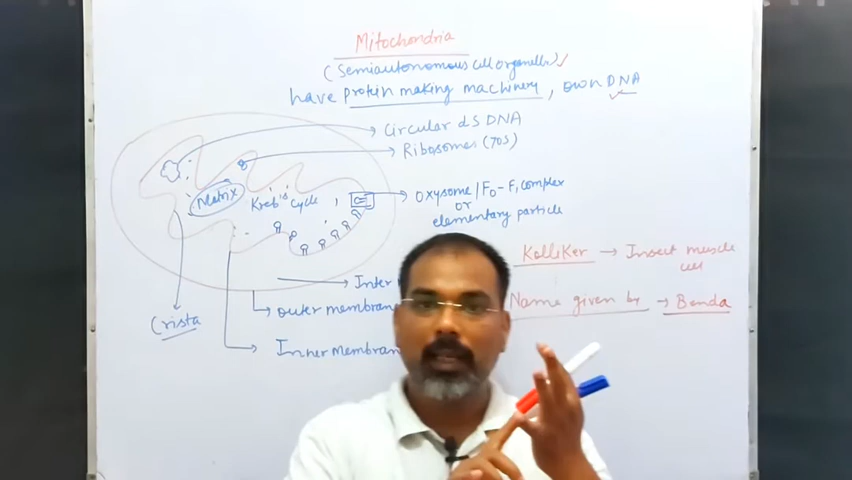 Mitochondria
(Semiautonomous cell organelle)
have protein making machinery, own DNA
Circular ds DNA
Ribosomes (70S)
Matrix
Kreb's cycle
Oxysome / F0-F1 complex
or
elementary particle
Kolliker → Insect muscle
cell
Inter
Name given by → Benda
outer membran
Crista
Inner membran